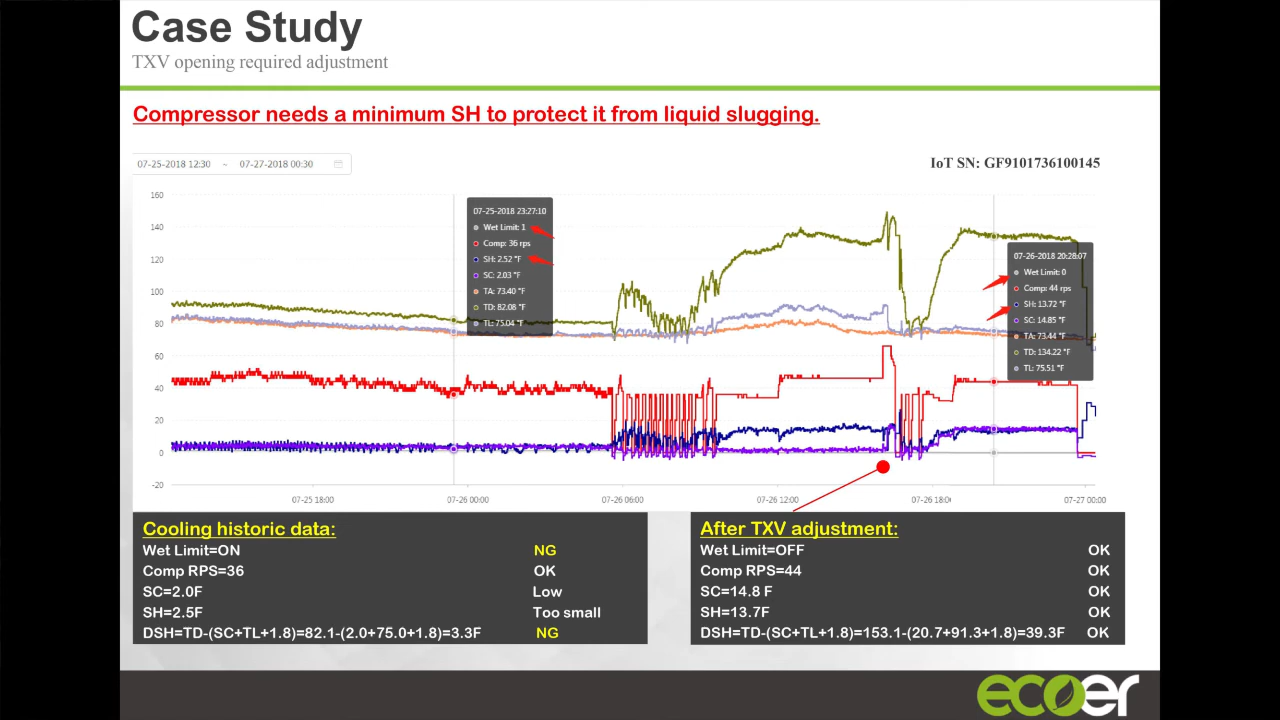 Case Study
TXV opening required adjustment
Compressor needs a minimum SH to protect it from liquid slugging.
07-25-2018 12:30 ~ 07-27-2018 00:30
IoT SN: GF9101736100145
160
140
120
100
80
60
40
20
0
-20
07-25-2018 23:27:10
Wet Limit: 1
Comp: 36 rps
SH: 2.52 °F
SC: 2.03 °F
TA: 73.40 °F
TD: 82.08 °F
TL: 75.04 °F
07-26-2018 20:28:07
Wet Limit: 0
Comp: 44 rps
SH: 13.72 °F
SC: 14.85 °F
TA: 73.44 °F
TD: 134.22 °F
TL: 75.51 °F
07-25 18:00 07-26 00:00 07-26 06:00 07-26 12:00 07-26 18:00 07-27 00:00
Cooling historic data:
Wet Limit=ON NG
Comp RPS=36 OK
SC=2.0F Low
SH=2.5F Too small
DSH=TD-(SC+TL+1.8)=82.1-(2.0+75.0+1.8)=3.3F NG
After TXV adjustment:
Wet Limit=OFF OK
Comp RPS=44 OK
SC=14.8 F OK
SH=13.7F OK
DSH=TD-(SC+TL+1.8)=153.1-(20.7+91.3+1.8)=39.3F OK
ecoer